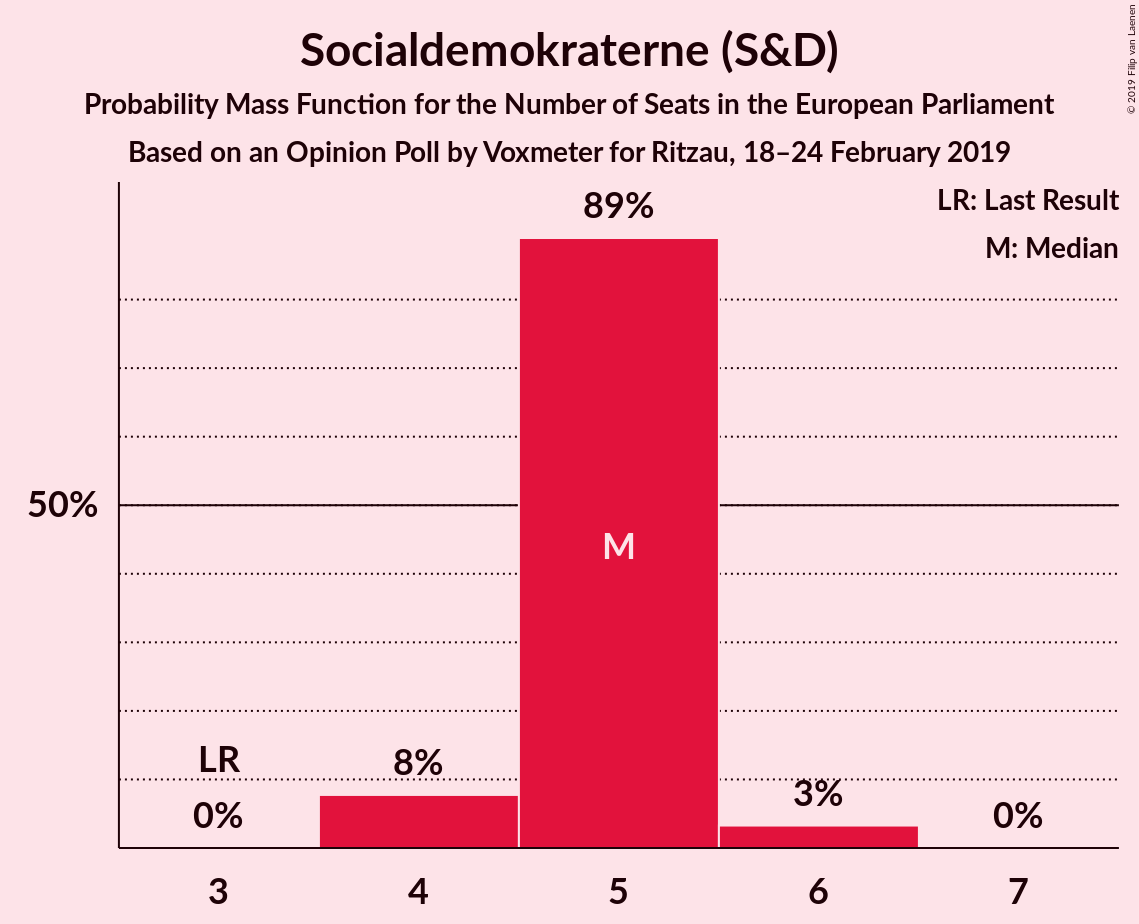 Socialdemokraterne (S&D)
Probability Mass Function for the Number of Seats in the European Parliament
Based on an Opinion Poll by Voxmeter for Ritzau, 18–24 February 2019
© 2019 Filip van Laenen
LR: Last Result
M: Median
89%
50%
M
LR
0%
8%
3%
0%
3
4
5
6
7